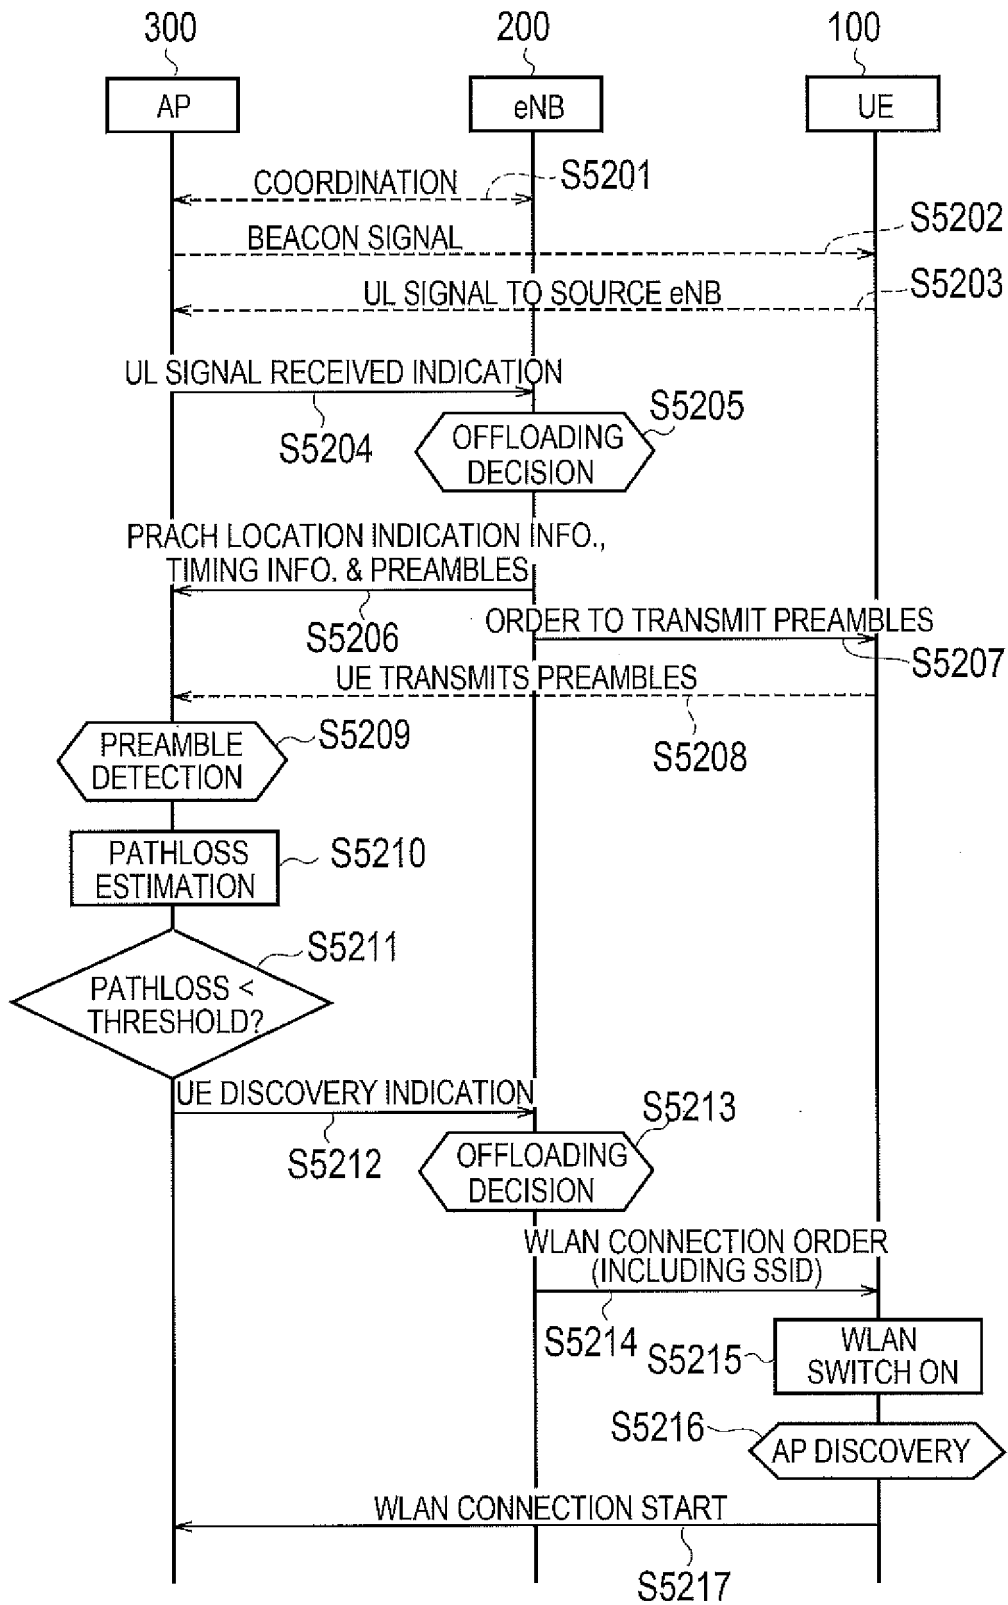 300
200
100
AP
eNB
UE
COORDINATION
S5201
BEACON SIGNAL
S5202
UL SIGNAL TO SOURCE eNB
S5203
UL SIGNAL RECEIVED INDICATION
S5204
S5205
OFFLOADING
DECISION
PRACH LOCATION INDICATION INFO.,
TIMING INFO. & PREAMBLES
S5206
ORDER TO TRANSMIT PREAMBLES
S5207
UE TRANSMITS PREAMBLES
S5208
PREAMBLE
DETECTION
S5209
PATHLOSS
ESTIMATION
S5210
S5211
PATHLOSS <
THRESHOLD?
UE DISCOVERY INDICATION
S5212
S5213
OFFLOADING
DECISION
WLAN CONNECTION ORDER
(INCLUDING SSID)
S5214
S5215
WLAN
SWITCH ON
S5216
AP DISCOVERY
WLAN CONNECTION START
S5217